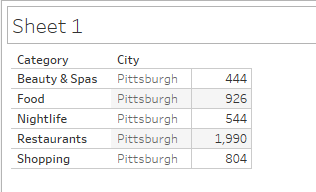 Sheet 1
Category City
Beauty & Spas Pittsburgh 444
Food Pittsburgh 926
Nightlife Pittsburgh 544
Restaurants Pittsburgh 1,990
Shopping Pittsburgh 804